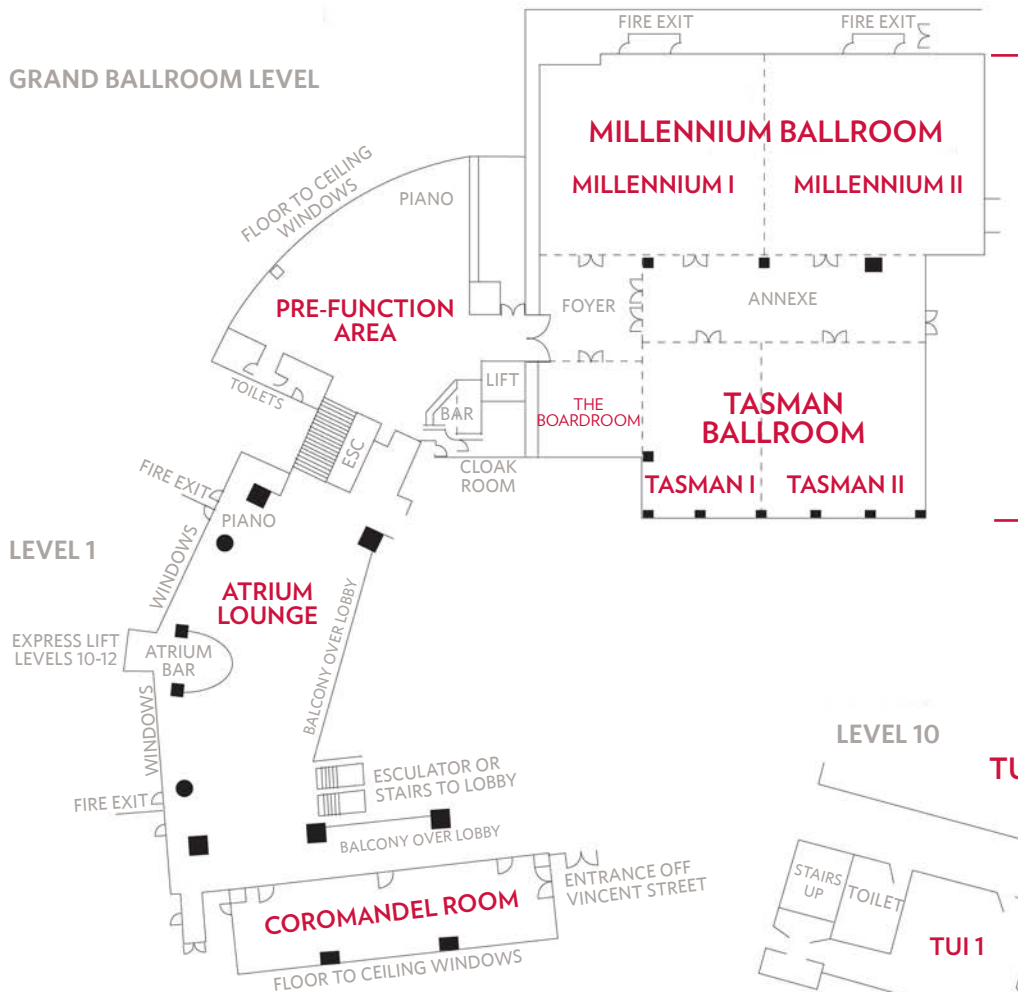 FIRE EXIT
FIRE EXIT
GRAND BALLROOM LEVEL
MILLENNIUM BALLROOM
MILLENNIUM I
MILLENNIUM II
FLOOR TO CEILING
WINDOWS
PIANO
PRE-FUNCTION
AREA
FOYER
ANNEXE
TOILETS
LIFT
BAR
ESC
CLOAK
ROOM
THE
BOARDROOM
TASMAN
BALLROOM
TASMAN I
TASMAN II
LEVEL 1
FIRE EXIT
PIANO
WINDOWS
ATRIUM
LOUNGE
BALCONY OVER LOBBY
EXPRESS LIFT
LEVELS 10-12
ATRIUM
BAR
WINDOWS
FIRE EXIT
ESCULATOR OR
STAIRS TO LOBBY
BALCONY OVER LOBBY
ENTRANCE OFF
VINCENT STREET
COROMANDEL ROOM
FLOOR TO CEILING WINDOWS
LEVEL 10
TU
STAIRS
UP
TOILET
TUI 1